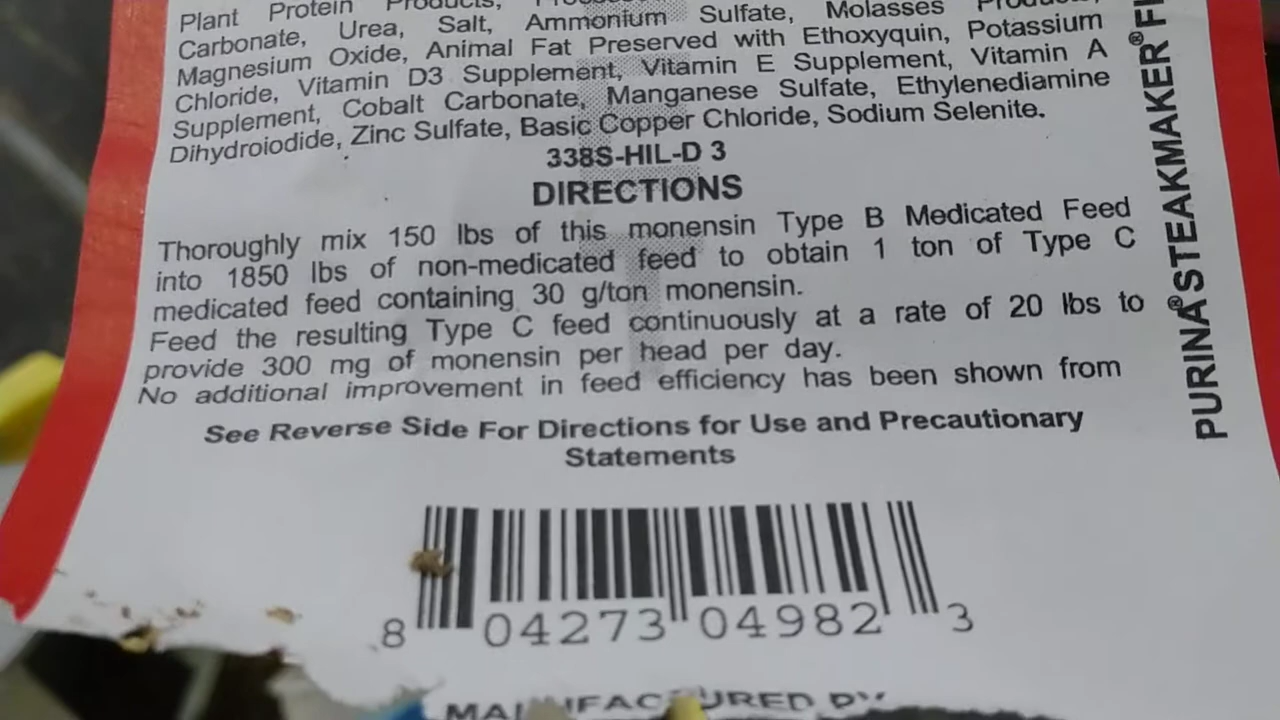 Plant Protein Products,
Carbonate, Urea, Salt, Ammonium Sulfate, Molasses
Magnesium Oxide, Animal Fat Preserved with Ethoxyquin, Potassium
Chloride, Vitamin D3 Supplement, Vitamin E Supplement, Vitamin A
Supplement, Cobalt Carbonate, Manganese Sulfate, Ethylenediamine
Dihydroiodide, Zinc Sulfate, Basic Copper Chloride, Sodium Selenite.
338S-HIL-D 3
DIRECTIONS
Thoroughly mix 150 lbs of this monensin Type B Medicated Feed
into 1850 lbs of non-medicated feed to obtain 1 ton of Type C
medicated feed containing 30 g/ton monensin.
Feed the resulting Type C feed continuously at a rate of 20 lbs to
provide 300 mg of monensin per head per day.
No additional improvement in feed efficiency has been shown from
See Reverse Side For Directions for Use and Precautionary
Statements
8 04273 04982 3
MANUFACTURED BY
PURINA® STEAKMAKER®